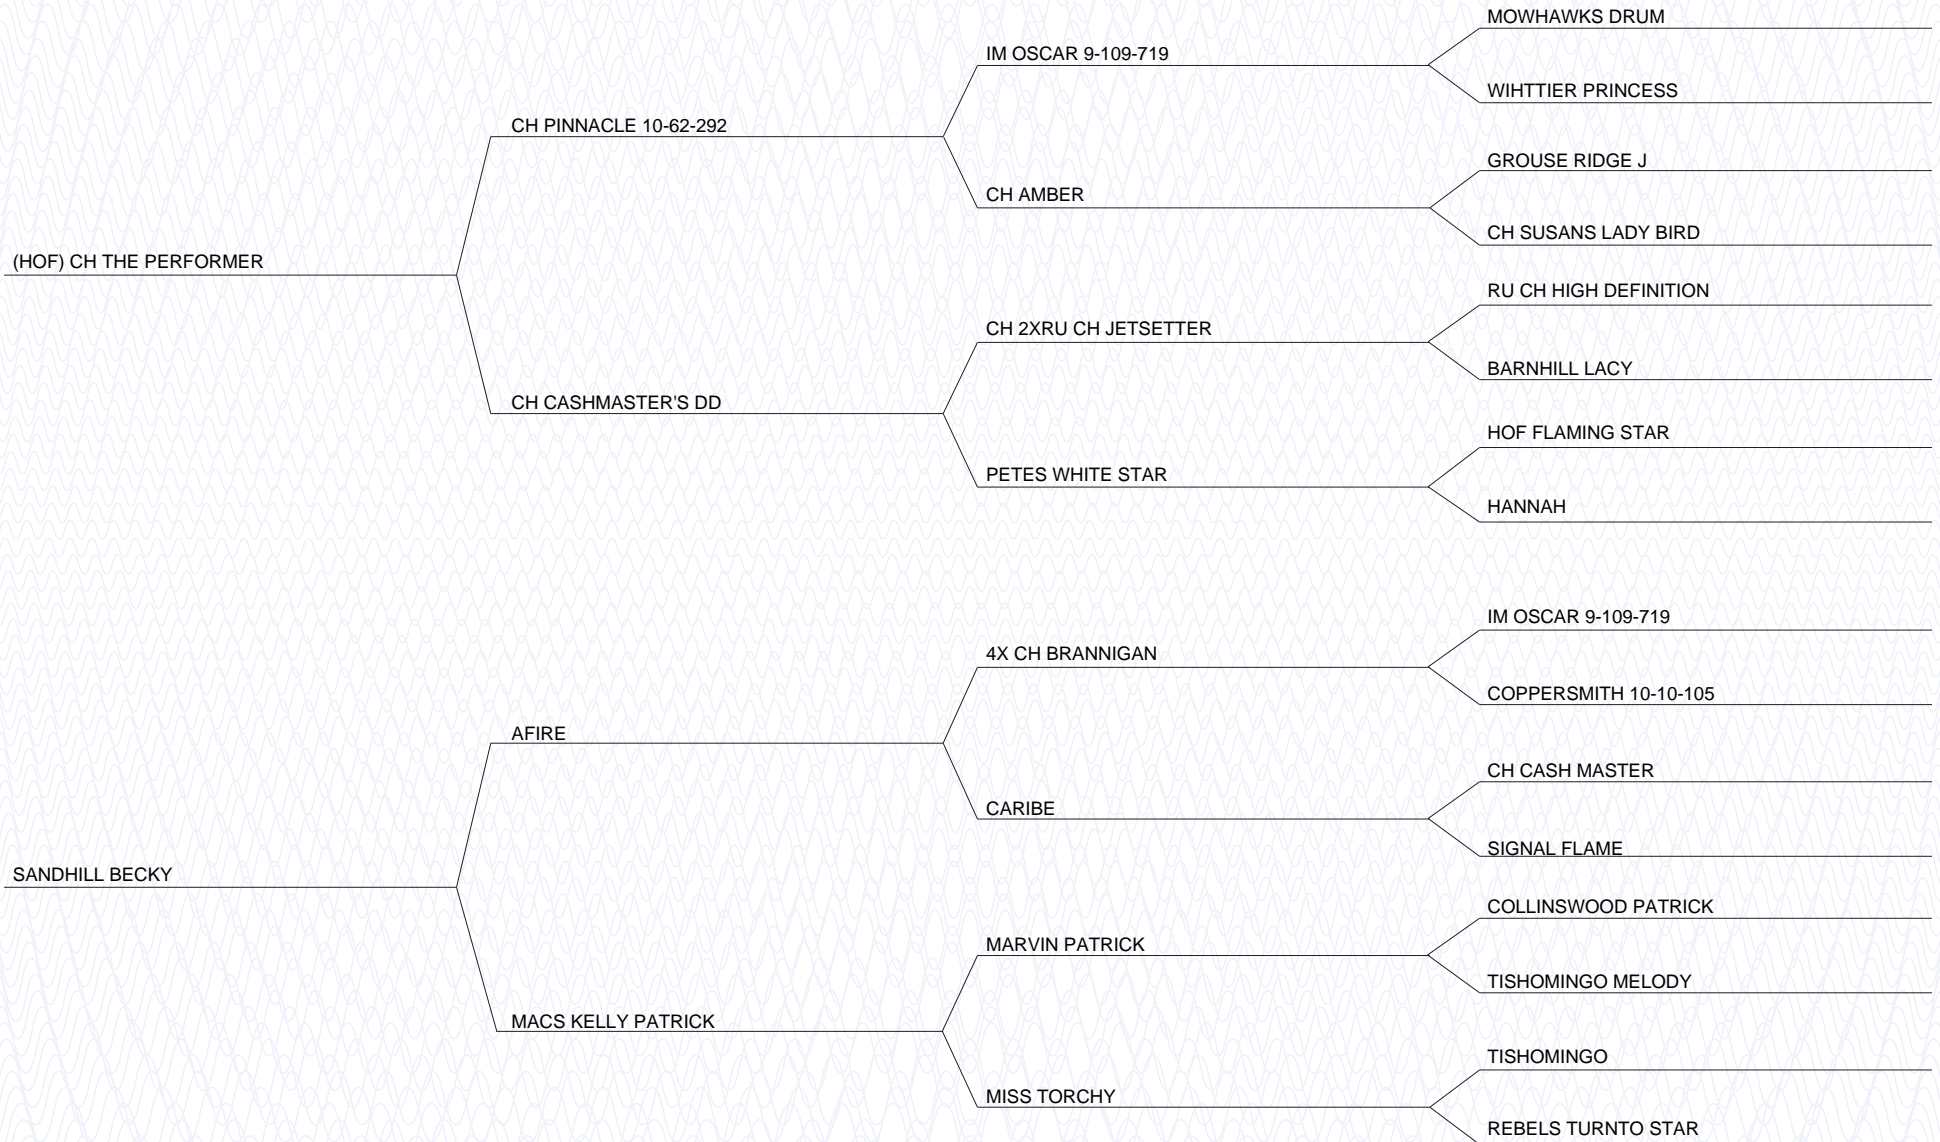 MOWHAWKS DRUM
IM OSCAR 9-109-719
WIHTTIER PRINCESS
CH PINNACLE 10-62-292
GROUSE RIDGE J
CH AMBER
CH SUSANS LADY BIRD
(HOF) CH THE PERFORMER
RU CH HIGH DEFINITION
CH 2XRU CH JETSETTER
BARNHILL LACY
CH CASHMASTER'S DD
HOF FLAMING STAR
PETES WHITE STAR
HANNAH
IM OSCAR 9-109-719
4X CH BRANNIGAN
COPPERSMITH 10-10-105
AFIRE
CH CASH MASTER
CARIBE
SIGNAL FLAME
SANDHILL BECKY
COLLINSWOOD PATRICK
MARVIN PATRICK
TISHOMINGO MELODY
MACS KELLY PATRICK
TISHOMINGO
MISS TORCHY
REBELS TURNTO STAR